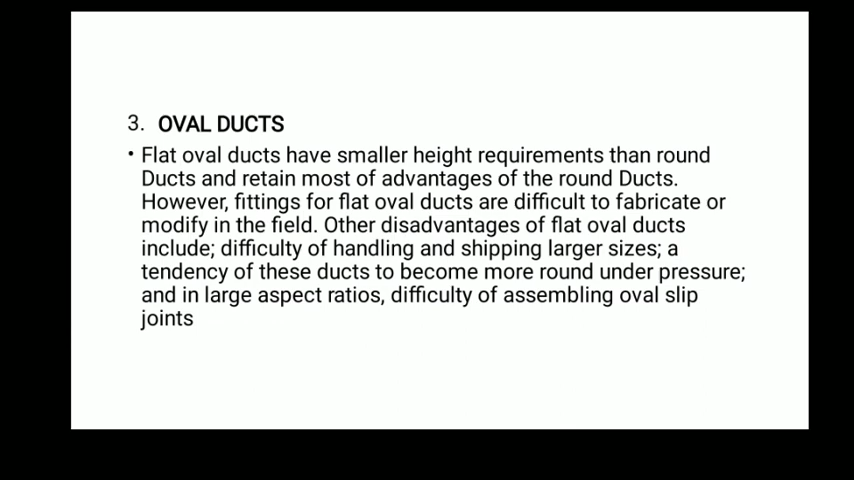 3. OVAL DUCTS
• Flat oval ducts have smaller height requirements than round
Ducts and retain most of advantages of the round Ducts.
However, fittings for flat oval ducts are difficult to fabricate or
modify in the field. Other disadvantages of flat oval ducts
include; difficulty of handling and shipping larger sizes; a
tendency of these ducts to become more round under pressure;
and in large aspect ratios, difficulty of assembling oval slip
joints